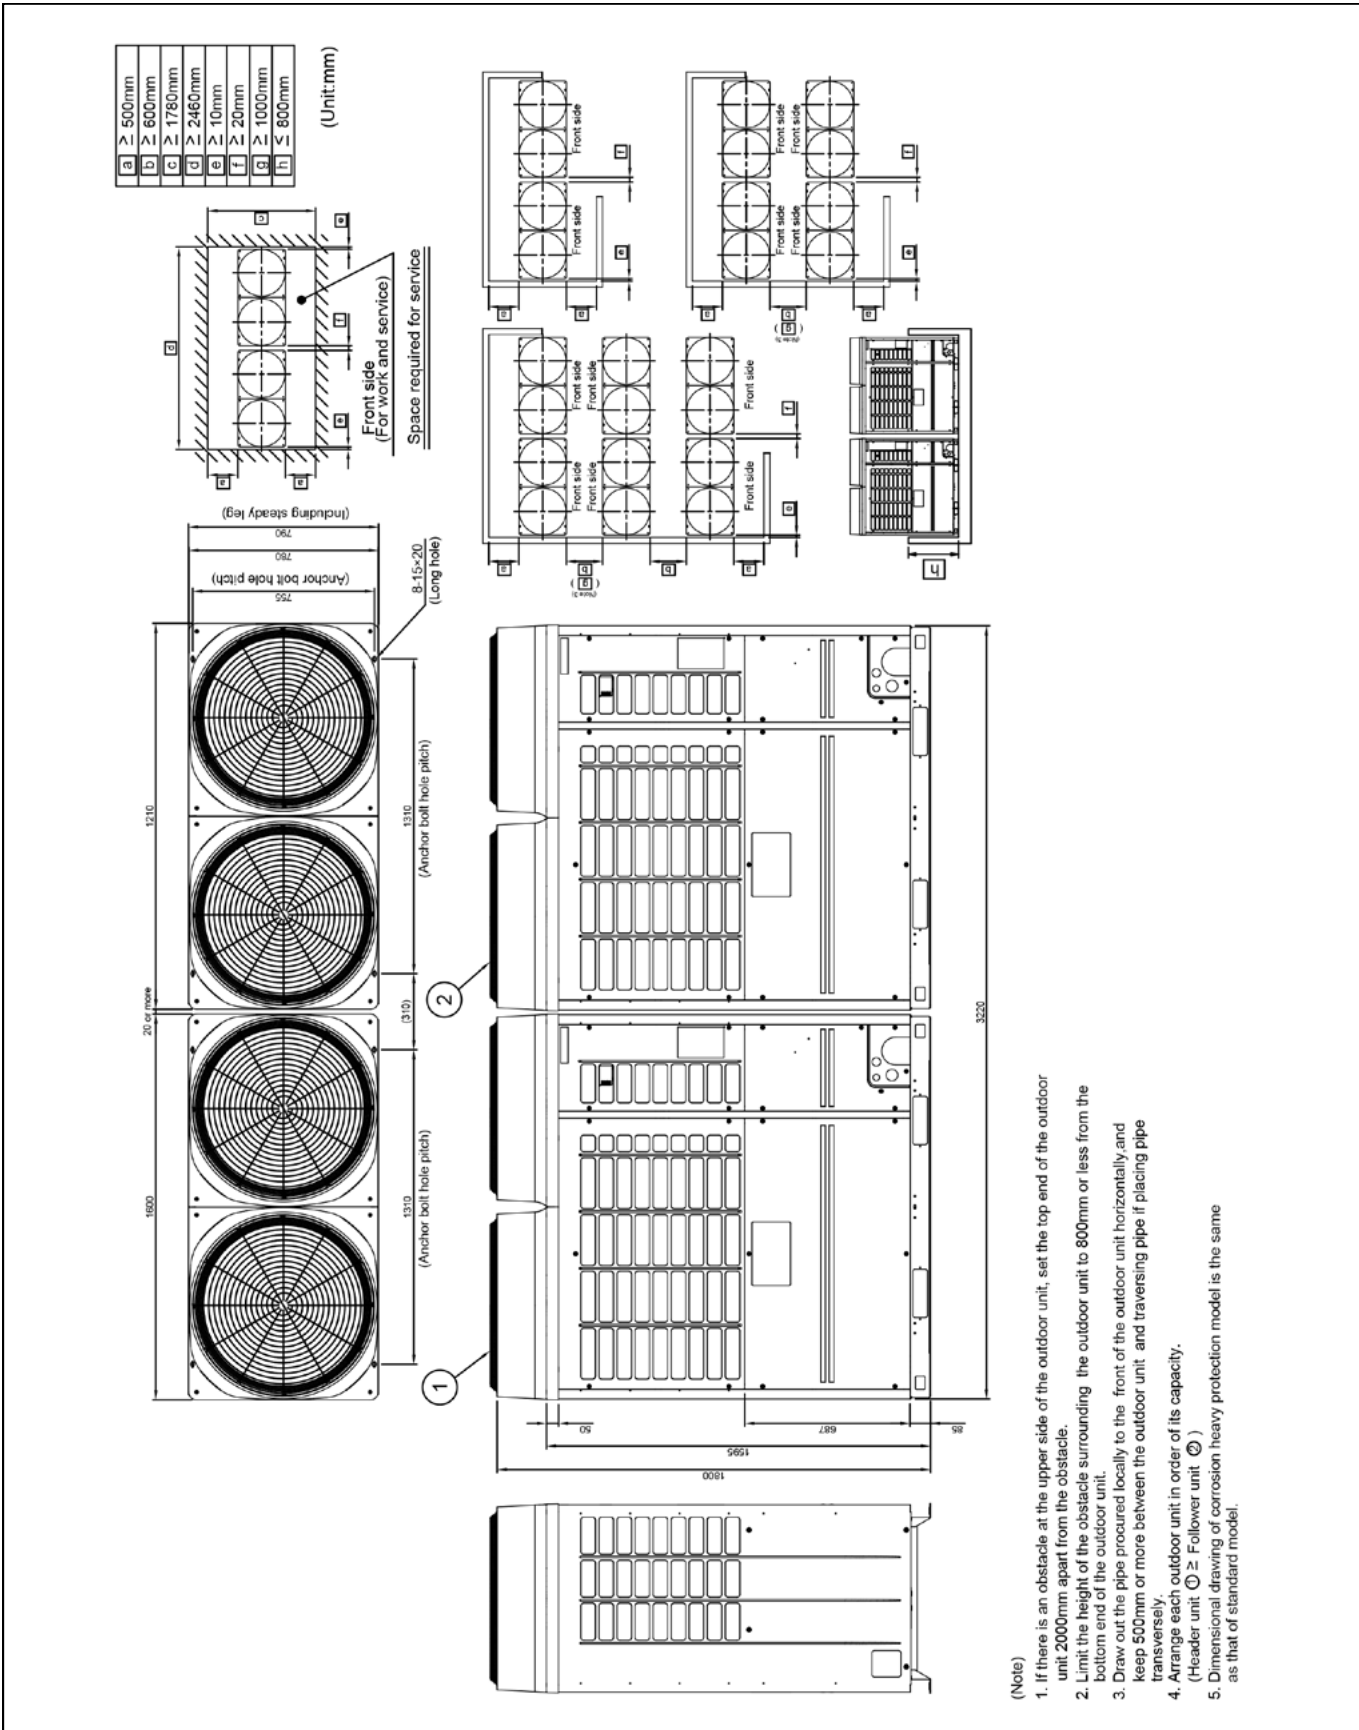 a ≥ 500mm
b ≥ 600mm
c ≥ 1780mm
d ≥ 2460mm
e ≥ 10mm
f ≥ 20mm
g ≥ 1000mm
h ≤ 800mm
(Unit:mm)
1600
20 or more
1210
1310
(Anchor bolt hole pitch)
(310)
1310
(Anchor bolt hole pitch)
755
(Anchor bolt hole pitch)
780
790
(Including steady leg)
8-15×20
(Long hole)
d
a
a
e
f
e
c
Front side
(For work and service)
Space required for service
a
b
(a)
(Note 3)
b
a
Front side
Front side
Front side
Front side
Front side
Front side
e
f
a
a
Front side
Front side
e
f
a
g
(b)
(Note 3)
a
Front side
Front side
Front side
Front side
e
f
h
1
2
50
687
85
1595
1800
3220
(Note)
1. If there is an obstacle at the upper side of the outdoor unit, set the top end of the outdoor
unit 2000mm apart from the obstacle.
2. Limit the height of the obstacle surrounding the outdoor unit to 800mm or less from the
bottom end of the outdoor unit.
3. Draw out the pipe procured locally to the front of the outdoor unit horizontally,and
keep 500mm or more between the outdoor unit and traversing pipe if placing pipe
transversely.
4. Arrange each outdoor unit in order of its capacity.
(Header unit ① ≥ Follower unit ②)
5. Dimensional drawing of corrosion heavy protection model is the same
as that of standard model.